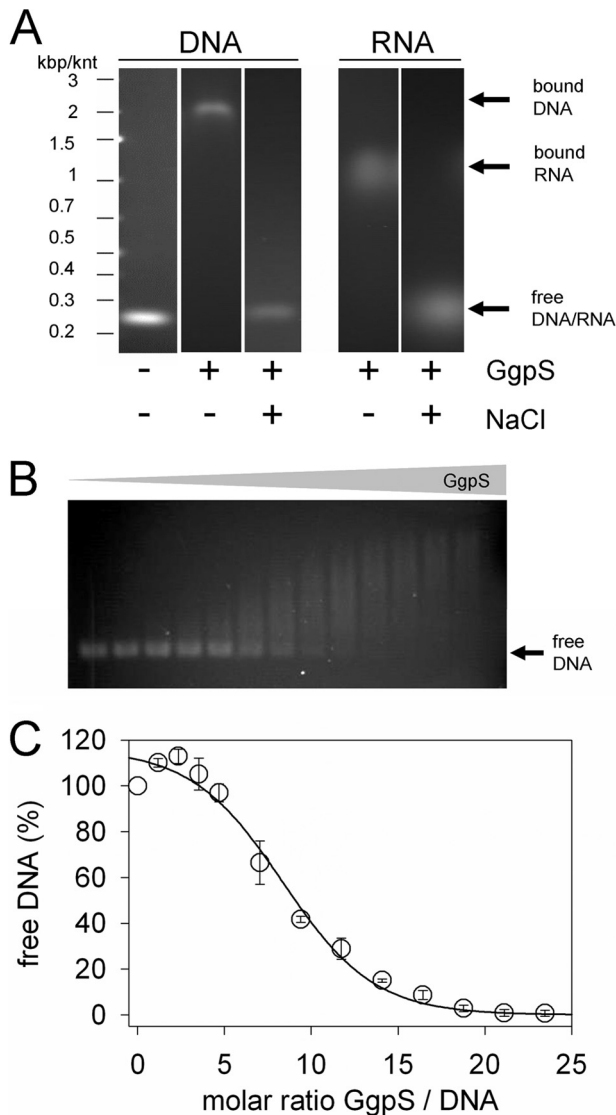 A
DNA
RNA
kbp/knt
3
2
1.5
1
0.7
0.5
0.4
0.3
0.2
bound
DNA
bound
RNA
free
DNA/RNA
- + + + + GgpS
- - + - + NaCl
B
GgpS
free
DNA
C
120
100
80
60
40
20
0
free DNA (%)
0 5 10 15 20 25
molar ratio GgpS / DNA